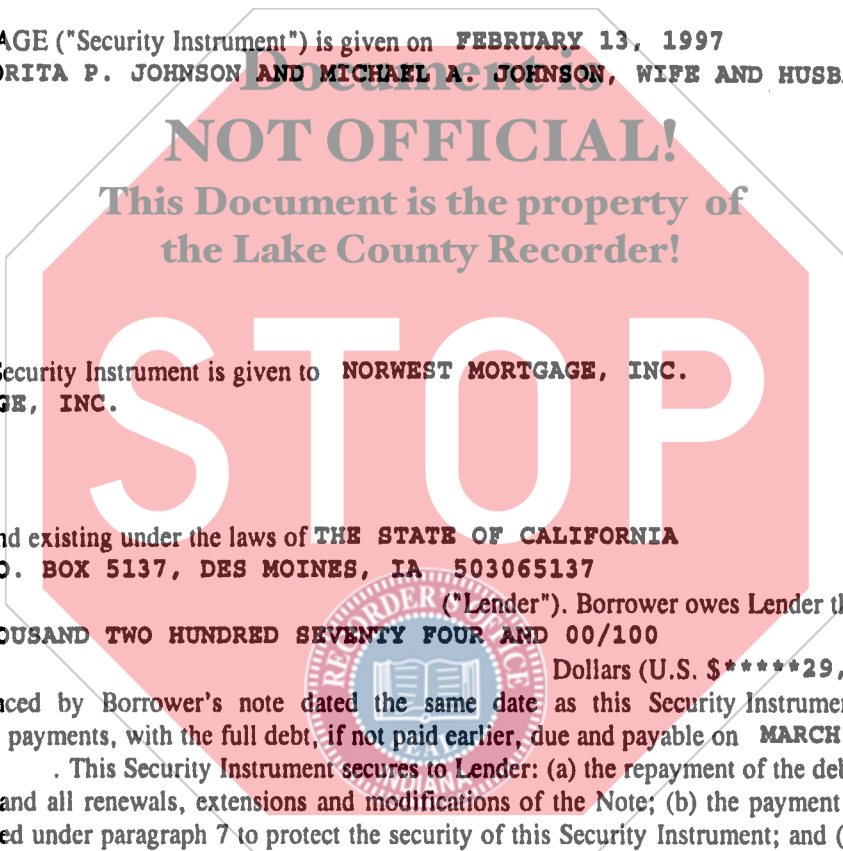 AGE ("Security Instrument") is given on FEBRUARY 13, 1997
RITA P. JOHNSON AND MICHAEL A. JOHNSON, WIFE AND HUSB
Document is
NOT OFFICIAL!
This Document is the property of
the Lake County Recorder!
STOP
Security Instrument is given to NORWEST MORTGAGE, INC.
GE, INC.
nd existing under the laws of THE STATE OF CALIFORNIA
O. BOX 5137, DES MOINES, IA 503065137
("Lender"). Borrower owes Lender th
OUSAND TWO HUNDRED SEVENTY FOUR AND 00/100
Dollars (U.S. $*****29,
RECORDER'S OFFICE
SEAL
INDIANA
nced by Borrower's note dated the same date as this Security Instrumen
payments, with the full debt, if not paid earlier, due and payable on MARCH
. This Security Instrument secures to Lender: (a) the repayment of the deb
and all renewals, extensions and modifications of the Note; (b) the payment
ed under paragraph 7 to protect the security of this Security Instrument; and (